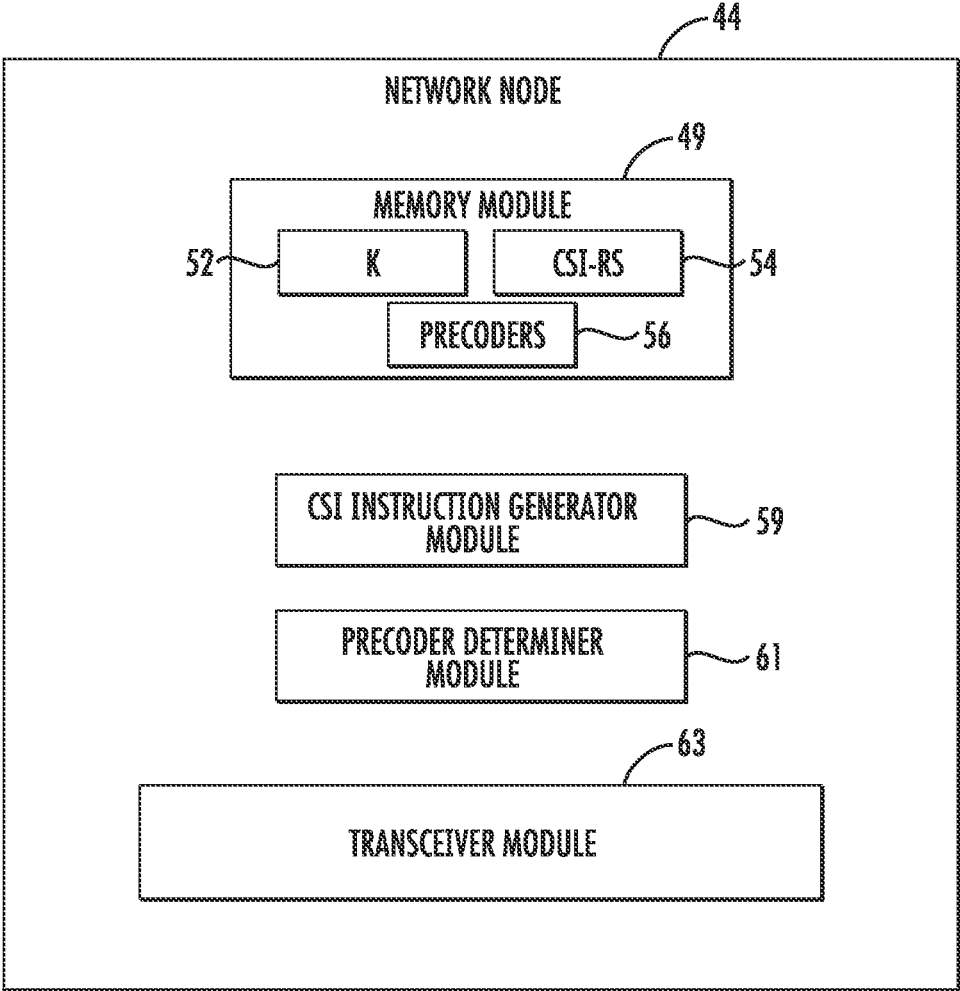 44
NETWORK NODE
49
MEMORY MODULE
52
K
CSI-RS
54
PRECODERS
56
CSI INSTRUCTION GENERATOR
MODULE
59
PRECODER DETERMINER
MODULE
61
63
TRANSCEIVER MODULE